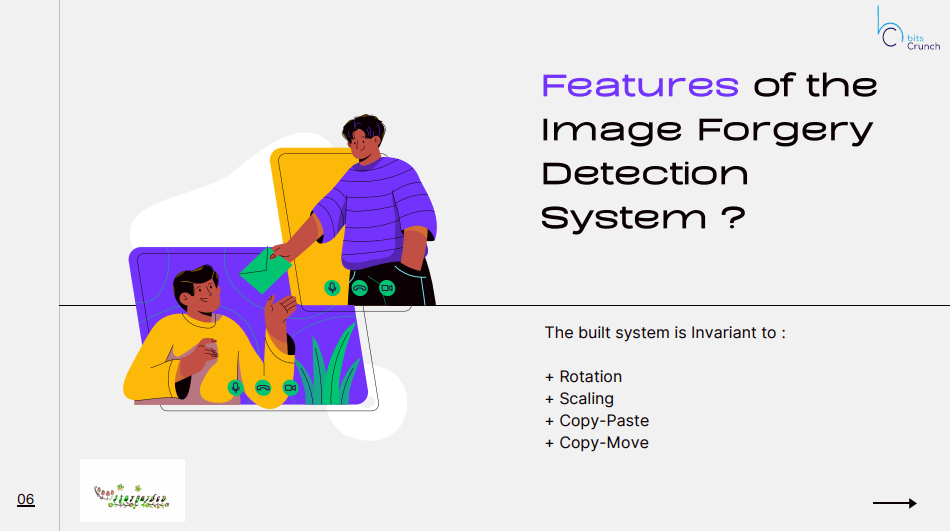 bits
Crunch
Features of the
Image Forgery
Detection
System ?
The built system is Invariant to :
+ Rotation
+ Scaling
+ Copy-Paste
+ Copy-Move
06